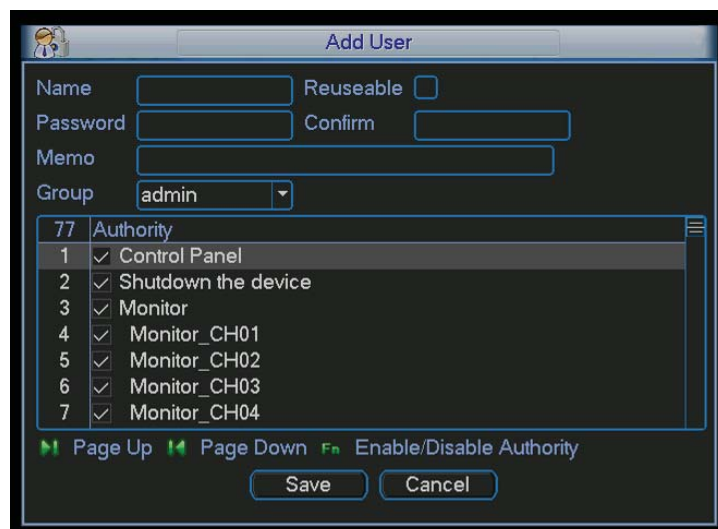 Add User
Name Reuseable
Password Confirm
Memo
Group admin
77 Authority
1 Control Panel
2 Shutdown the device
3 Monitor
4 Monitor_CH01
5 Monitor_CH02
6 Monitor_CH03
7 Monitor_CH04
Page Up Page Down Fn Enable/Disable Authority
Save Cancel